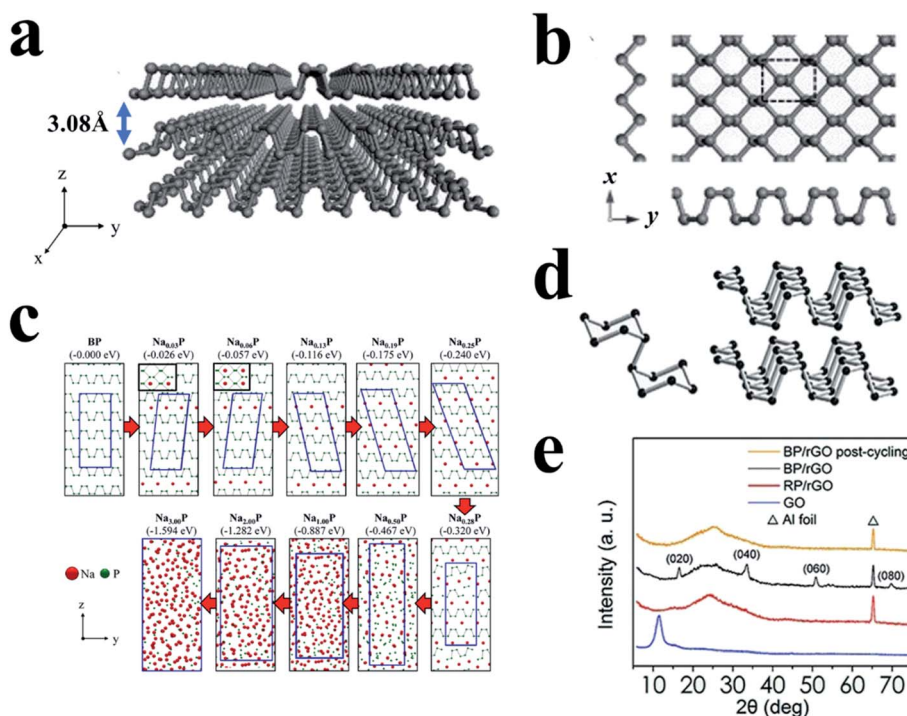 a
3.08Å
z
y
x
b
x
y
c
BP
(-0.000 eV)
Na0.03P
(-0.026 eV)
Na0.06P
(-0.057 eV)
Na0.13P
(-0.116 eV)
Na0.19P
(-0.175 eV)
Na0.25P
(-0.240 eV)
Na3.00P
(-1.594 eV)
Na2.00P
(-1.282 eV)
Na1.00P
(-0.887 eV)
Na0.50P
(-0.467 eV)
Na0.28P
(-0.320 eV)
Na P
z
y
d
e
BP/rGO post-cycling
BP/rGO
RP/rGO
GO
△ Al foil
△
(020)
(040)
(060)
(080)
Intensity (a. u.)
10 20 30 40 50 60 70
2θ (deg)